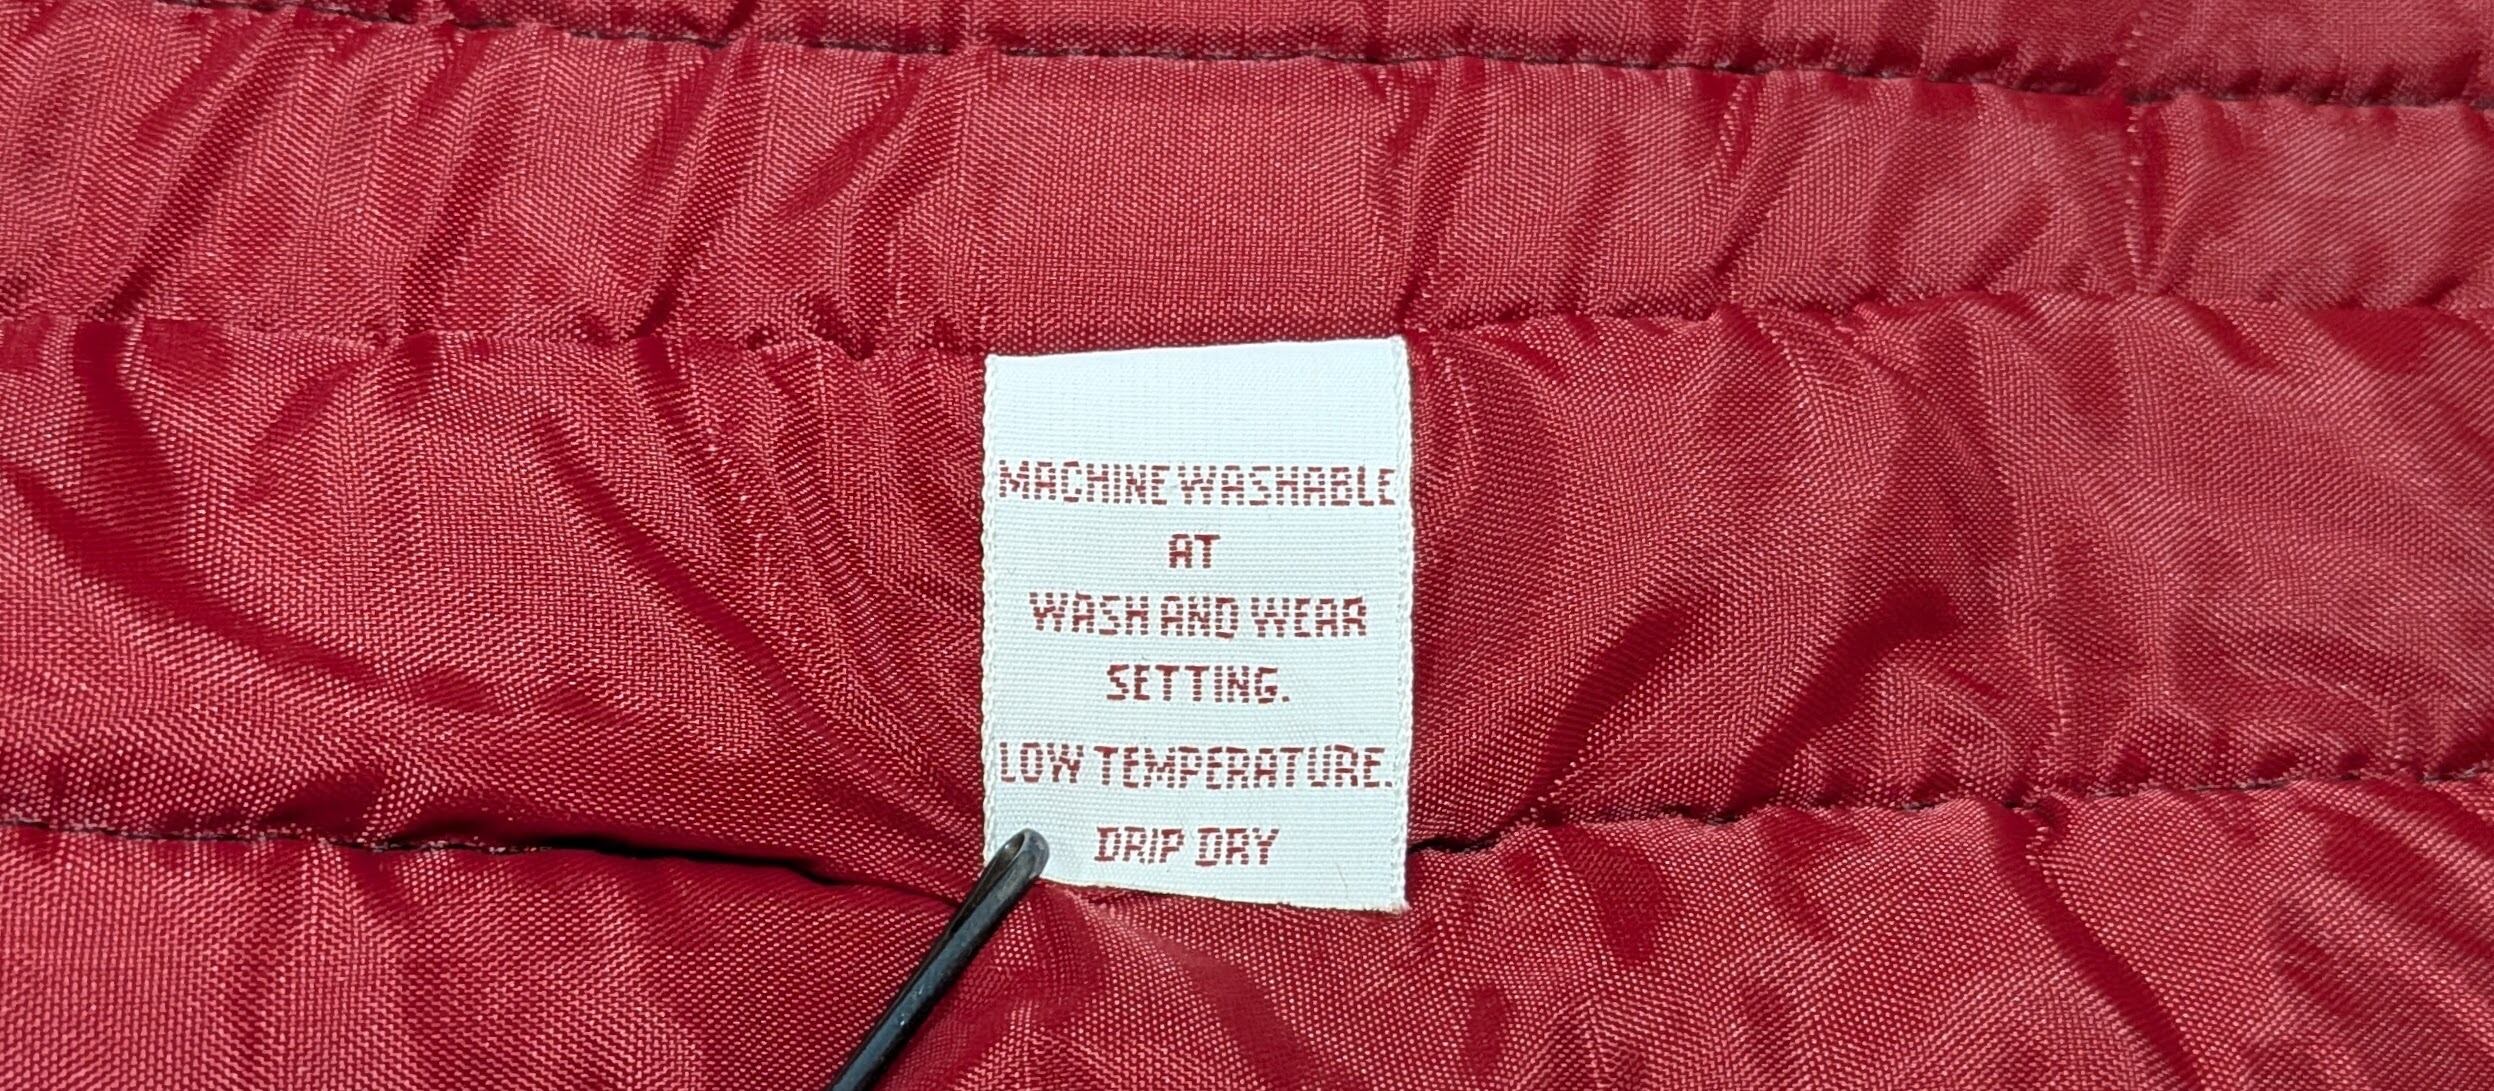 MACHINE WASHABLE
AT
WASH AND WEAR
SETTING.
LOW TEMPERATURE.
DRIP DRY